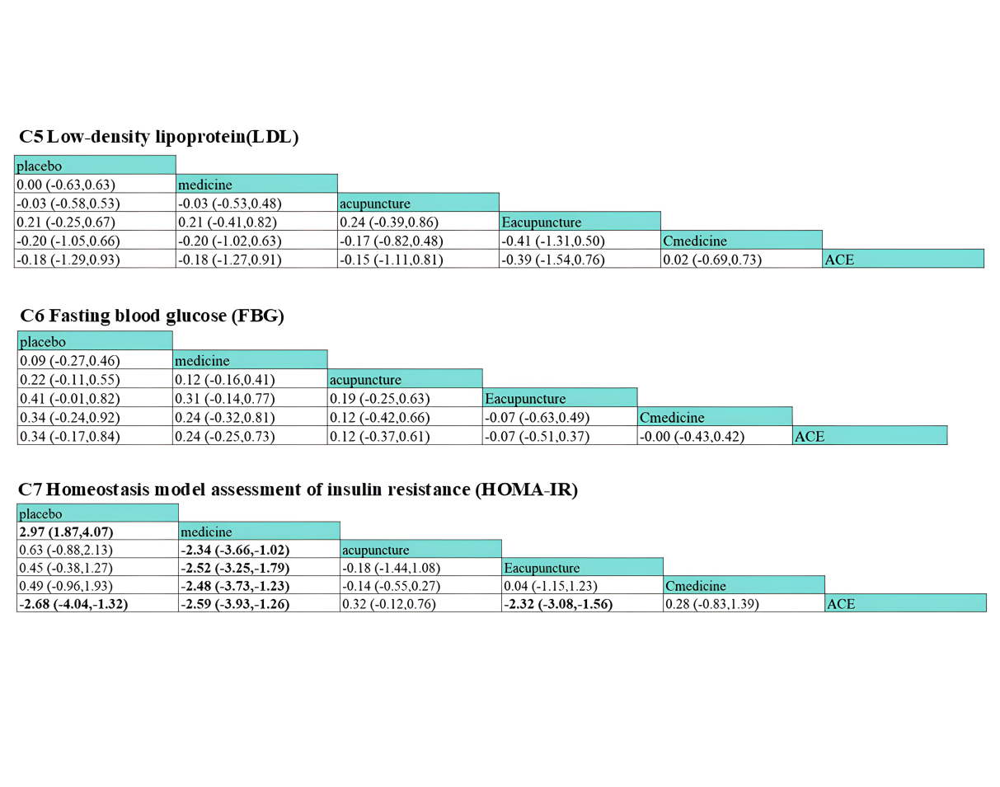 C5 Low-density lipoprotein(LDL)
placebo
0.00 (-0.63,0.63) medicine
-0.03 (-0.58,0.53) -0.03 (-0.53,0.48) acupuncture
0.21 (-0.25,0.67) 0.21 (-0.41,0.82) 0.24 (-0.39,0.86) Eacupuncture
-0.20 (-1.05,0.66) -0.20 (-1.02,0.63) -0.17 (-0.82,0.48) -0.41 (-1.31,0.50) Cmedicine
-0.18 (-1.29,0.93) -0.18 (-1.27,0.91) -0.15 (-1.11,0.81) -0.39 (-1.54,0.76) 0.02 (-0.69,0.73) ACE
C6 Fasting blood glucose (FBG)
placebo
0.09 (-0.27,0.46) medicine
0.22 (-0.11,0.55) 0.12 (-0.16,0.41) acupuncture
0.41 (-0.01,0.82) 0.31 (-0.14,0.77) 0.19 (-0.25,0.63) Eacupuncture
0.34 (-0.24,0.92) 0.24 (-0.32,0.81) 0.12 (-0.42,0.66) -0.07 (-0.63,0.49) Cmedicine
0.34 (-0.17,0.84) 0.24 (-0.25,0.73) 0.12 (-0.37,0.61) -0.07 (-0.51,0.37) -0.00 (-0.43,0.42) ACE
C7 Homeostasis model assessment of insulin resistance (HOMA-IR)
placebo
2.97 (1.87,4.07) medicine
0.63 (-0.88,2.13) -2.34 (-3.66,-1.02) acupuncture
0.45 (-0.38,1.27) -2.52 (-3.25,-1.79) -0.18 (-1.44,1.08) Eacupuncture
0.49 (-0.96,1.93) -2.48 (-3.73,-1.23) -0.14 (-0.55,0.27) 0.04 (-1.15,1.23) Cmedicine
-2.68 (-4.04,-1.32) -2.59 (-3.93,-1.26) 0.32 (-0.12,0.76) -2.32 (-3.08,-1.56) 0.28 (-0.83,1.39) ACE